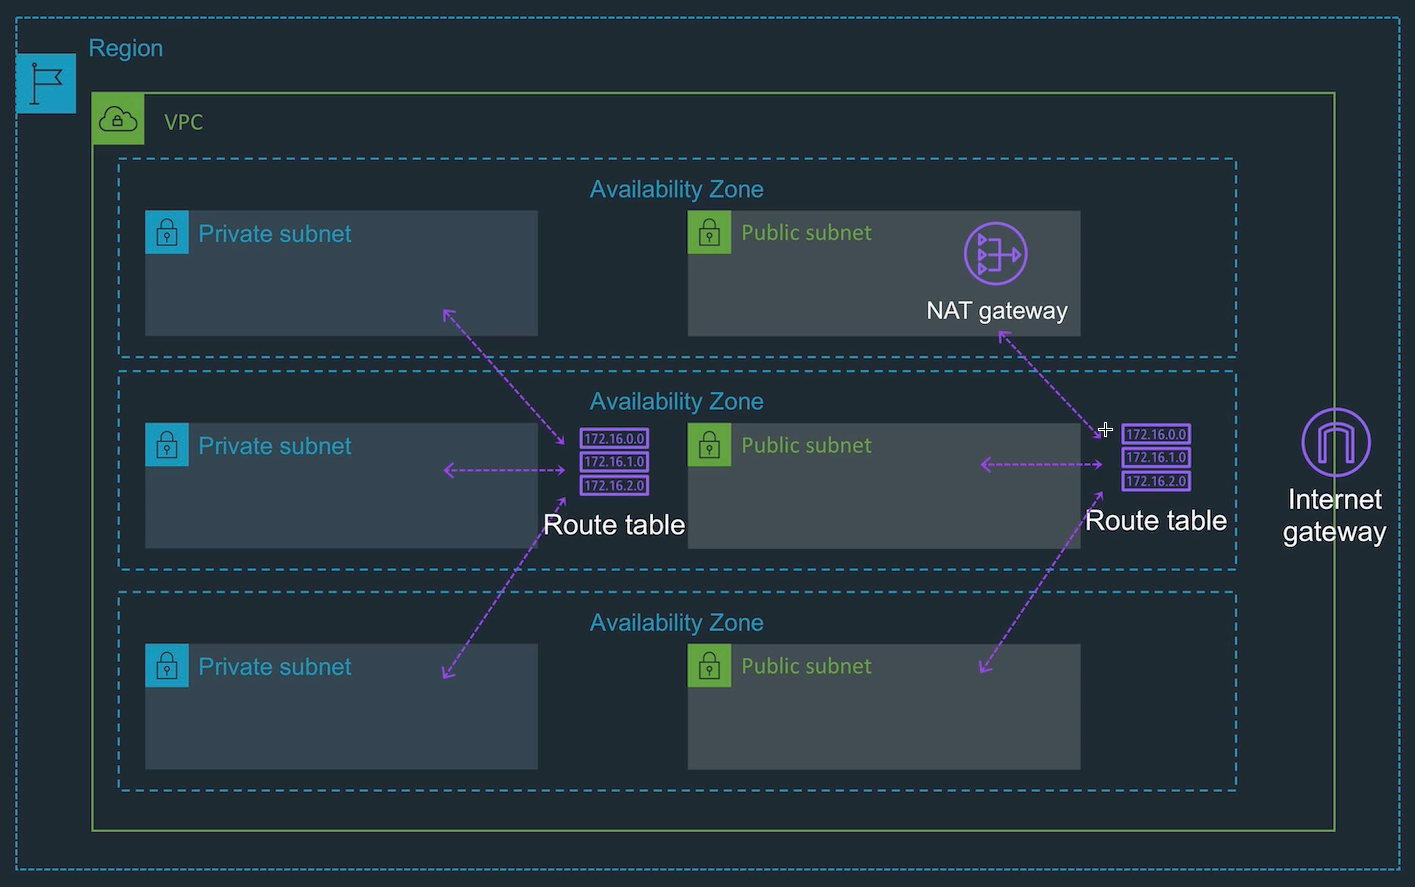 Region
VPC
Availability Zone
Private subnet
Public subnet
NAT gateway
Availability Zone
Private subnet
172.16.0.0
172.16.1.0
172.16.2.0
Route table
Public subnet
172.16.0.0
172.16.1.0
172.16.2.0
Route table
Internet
gateway
Availability Zone
Private subnet
Public subnet